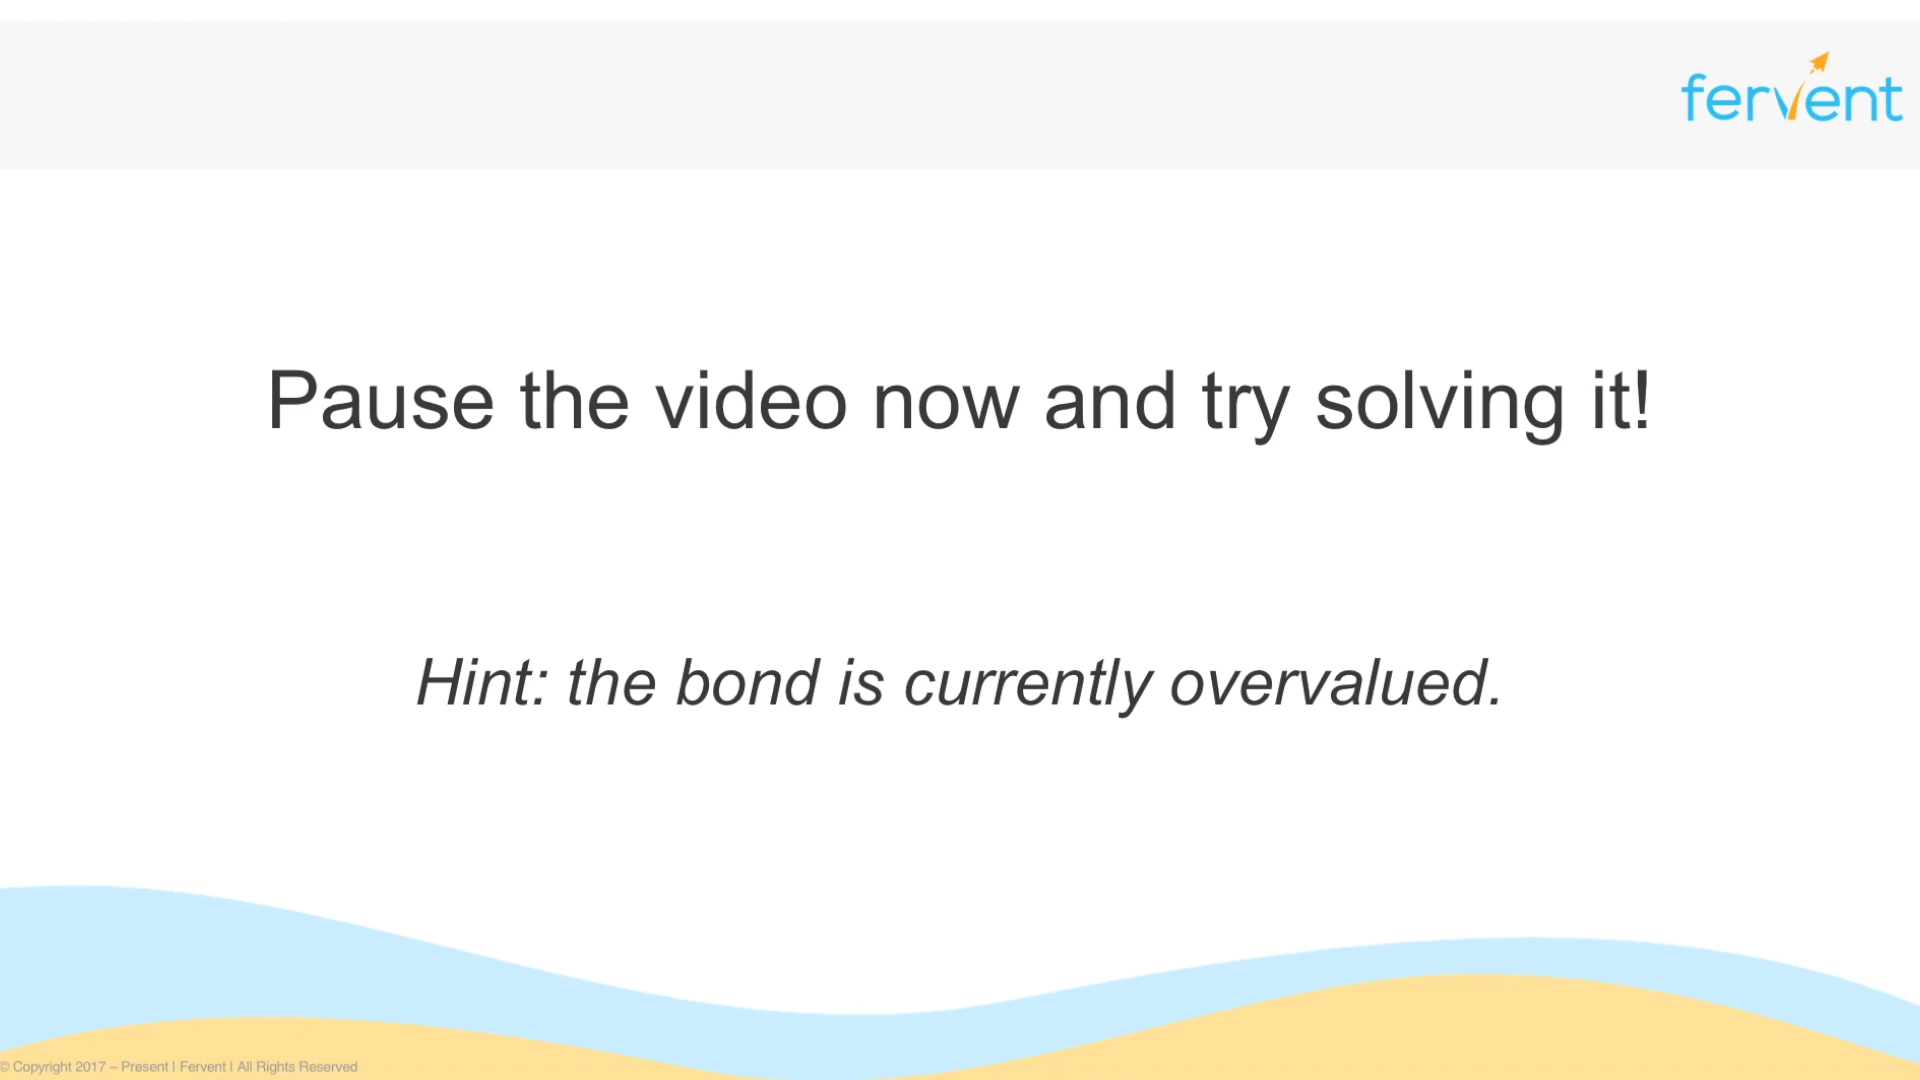 fervent
Pause the video now and try solving it!
Hint: the bond is currently overvalued.
© Copyright 2017 – Present | Fervent | All Rights Reserved